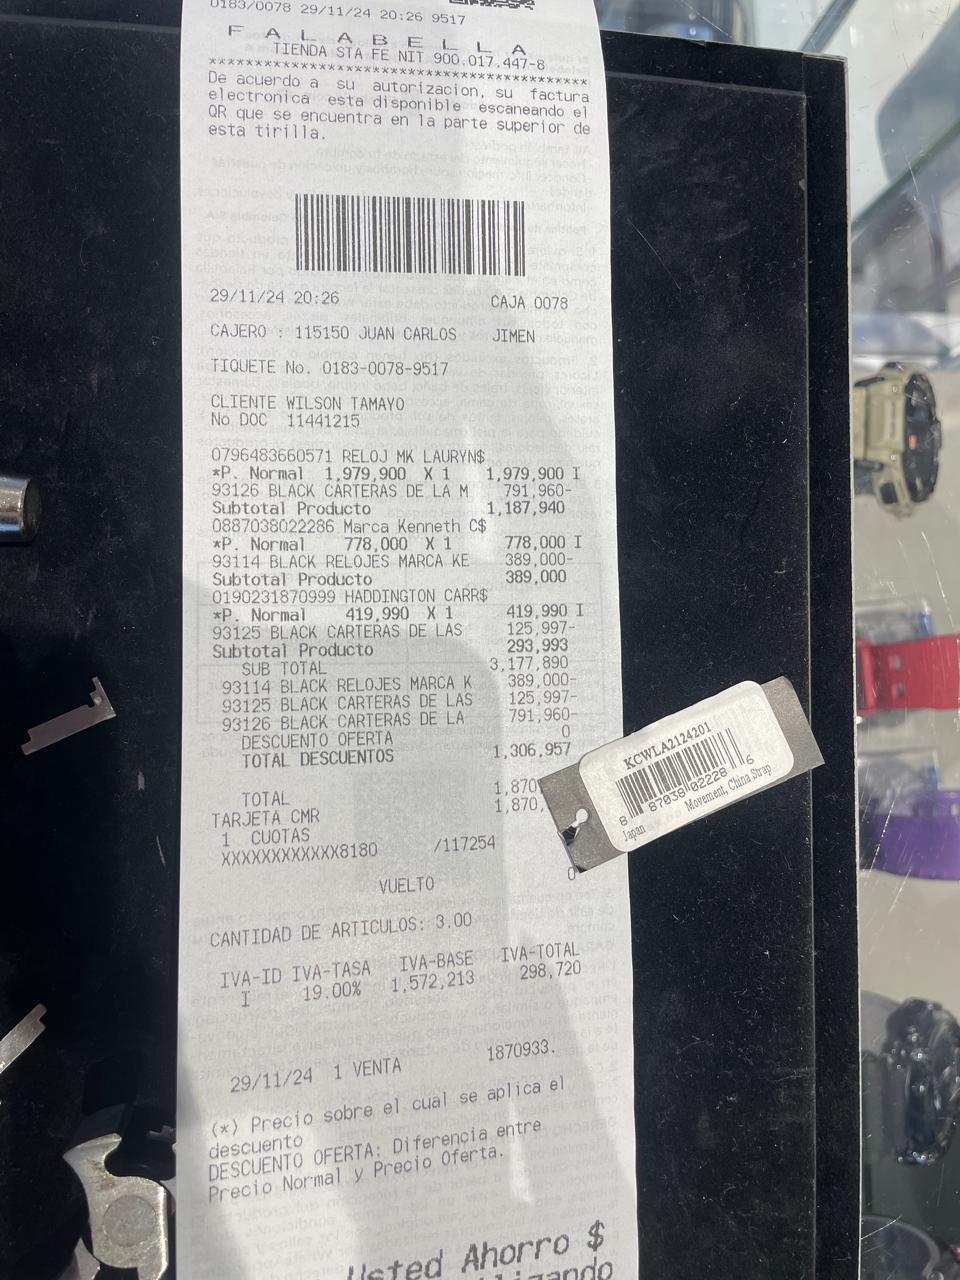 0183/0078 29/11/24 20:26 9517
F A L A B E L L A
TIENDA STA FE NIT 900.017.447-8
De acuerdo a su autorizacion, su factura
electronica esta disponible escaneando el
QR que se encuentra en la parte superior de
esta tirilla.
29/11/24 20:26 CAJA 0078
CAJERO : 115150 JUAN CARLOS JIMEN
TIQUETE No. 0183-0078-9517
CLIENTE WILSON TAMAYO
No DOC 11441215
0796483660571 RELOJ MK LAURYN$
*P. Normal 1,979,900 X 1 1,979,900 I
93126 BLACK CARTERAS DE LA M 791,960-
Subtotal Producto 1,187,940
0887038022286 Marca Kenneth C$
*P. Normal 778,000 X 1 778,000 I
93114 BLACK RELOJES MARCA KE 389,000-
Subtotal Producto 389,000
0190231870999 HADDINGTON CARR$
*P. Normal 419,990 X 1 419,990 I
93125 BLACK CARTERAS DE LAS 125,997-
Subtotal Producto 293,993
SUB TOTAL 3,177,890
93114 BLACK RELOJES MARCA K 389,000-
93125 BLACK CARTERAS DE LAS 125,997-
93126 BLACK CARTERAS DE LA 791,960-
DESCUENTO OFERTA 0
TOTAL DESCUENTOS 1,306,957
TOTAL 1,870
TARJETA CMR 1,870,
1 CUOTAS
XXXXXXXXXXXX8180 /117254
VUELTO 0
CANTIDAD DE ARTICULOS: 3.00
IVA-ID IVA-TASA IVA-BASE IVA-TOTAL
I 19.00% 1,572,213 298,720
29/11/24 1 VENTA 1870933.
(*) Precio sobre el cual se aplica el
descuento
DESCUENTO OFERTA: Diferencia entre
Precio Normal y Precio Oferta.
Usted Ahorro $
KCWLA2124201
8 87038 02228 6
Japan Movement, China Strap